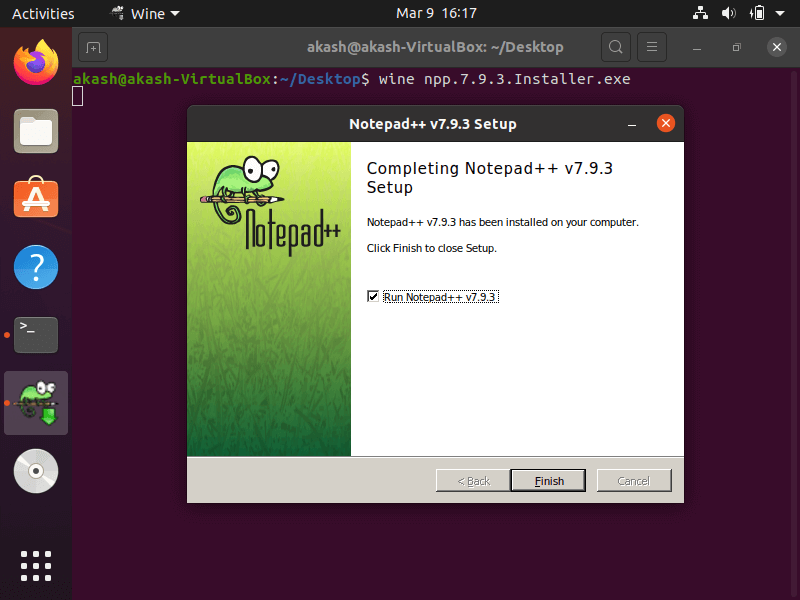 Activities
Wine
Mar 9 16:17
akash@akash-VirtualBox: ~/Desktop
akash@akash-VirtualBox:~/Desktop$ wine npp.7.9.3.Installer.exe
Notepad++ v7.9.3 Setup
Notepad++
Completing Notepad++ v7.9.3
Setup
Notepad++ v7.9.3 has been installed on your computer.
Click Finish to close Setup.
Run Notepad++ v7.9.3
< Back
Finish
Cancel